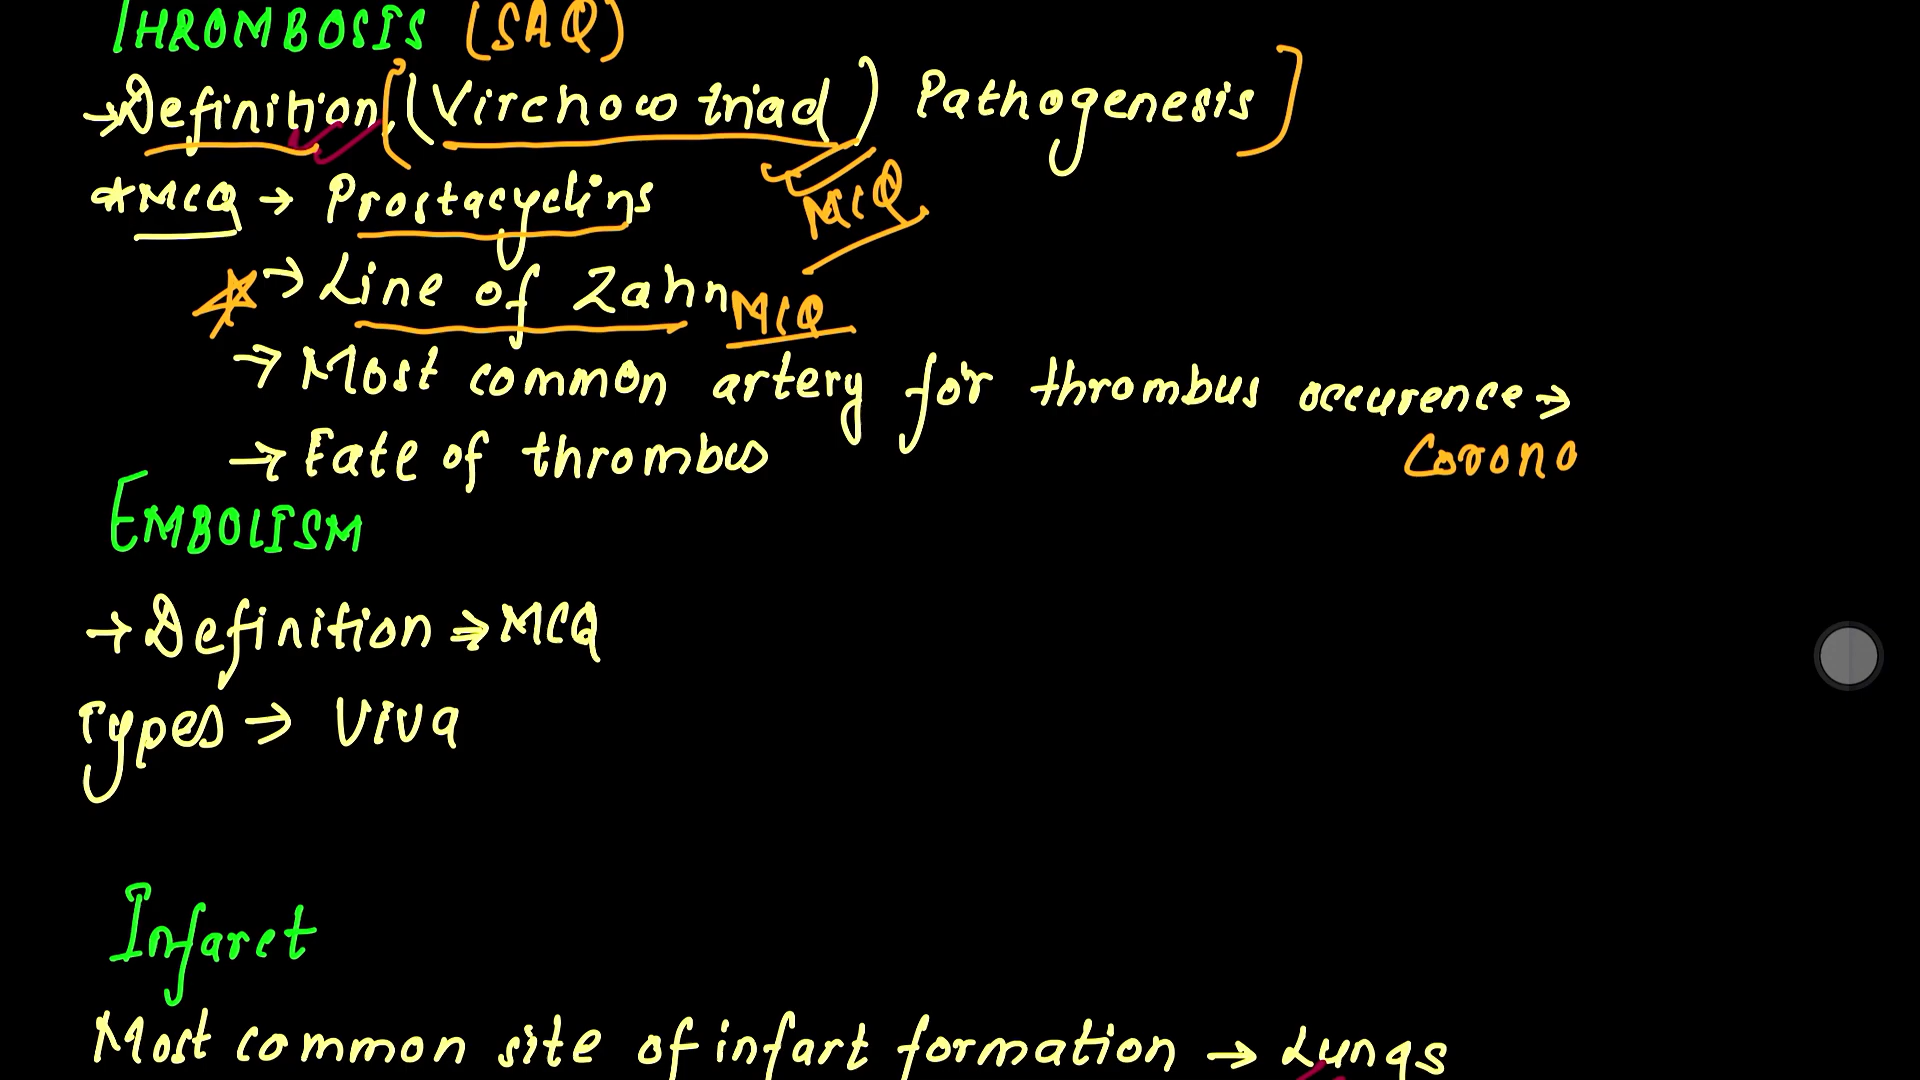 THROMBOSIS (SAQ)
→Definition, [(Virchow triad) Pathogenesis]
*MCQ → Prostacyclins MCQ
→ Line of Zahn MCQ
→ Most common artery for thrombus occurence →
→ Fate of thrombus Corona
EMBOLISM
→ Definition ⇒ MCQ
Types → Viva
Infarct
Most common site of infart formation → Lungs